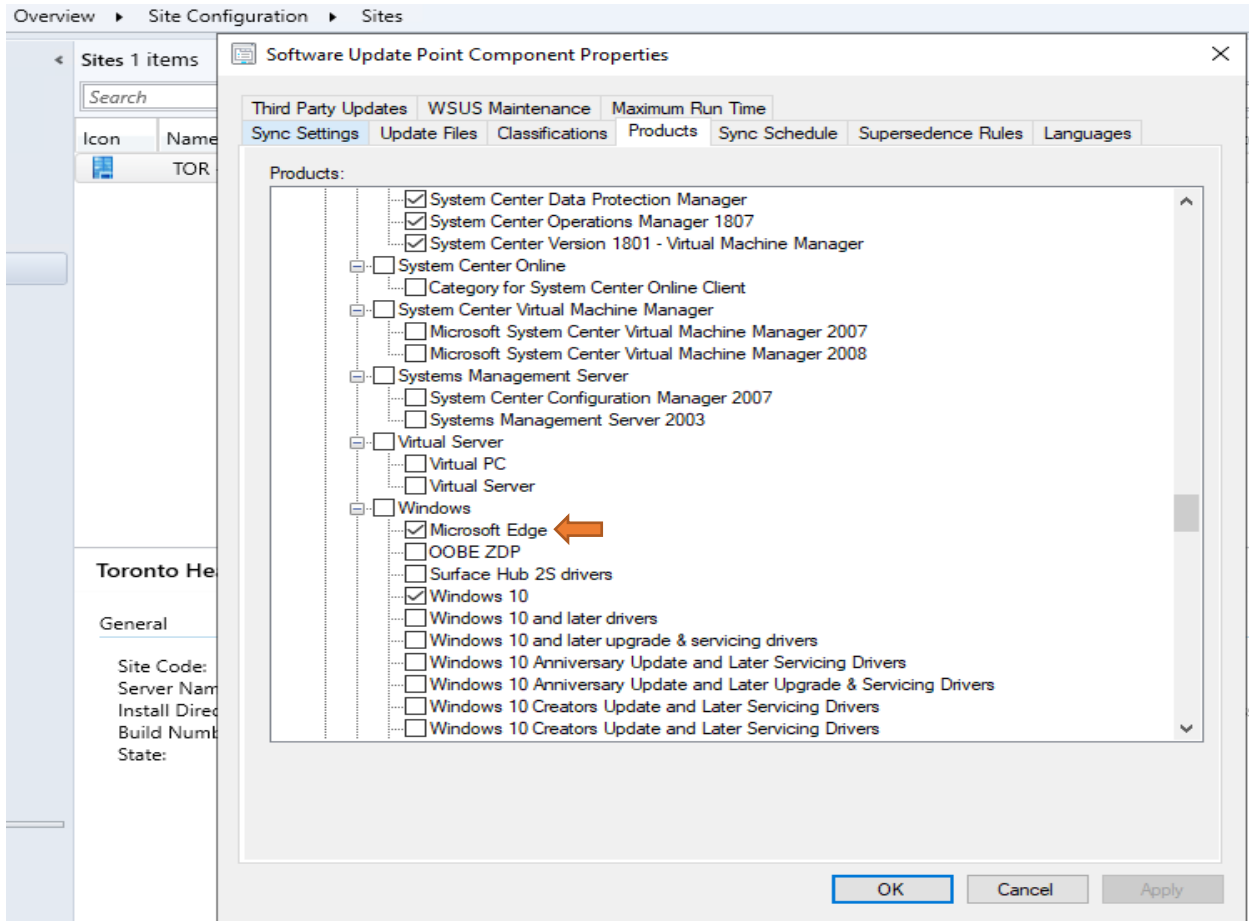 Overview ▸ Site Configuration ▸ Sites
Sites 1 items
Search
Icon Name
TOR
Toronto
General
Site Code:
Server
Install
Build
State:
Software Update Point Component Properties
Third Party Updates WSUS Maintenance Maximum Run Time
Sync Settings Update Files Classifications Products Sync Schedule Supersedence Rules Languages
Products:
System Center Data Protection Manager
System Center Operations Manager 1807
System Center Version 1801 - Virtual Machine Manager
System Center Online
Category for System Center Online Client
System Center Virtual Machine Manager
Microsoft System Center Virtual Machine Manager 2007
Microsoft System Center Virtual Machine Manager 2008
Systems Management Server
System Center Configuration Manager 2007
Systems Management Server 2003
Virtual Server
Virtual PC
Virtual Server
Windows
Microsoft Edge
OOBE ZDP
Surface Hub 2S drivers
Windows 10
Windows 10 and later drivers
Windows 10 and later upgrade & servicing drivers
Windows 10 Anniversary Update and Later Servicing Drivers
Windows 10 Anniversary Update and Later Upgrade & Servicing Drivers
Windows 10 Creators Update and Later Servicing Drivers
Windows 10 Creators Update and Later Servicing Drivers
OK Cancel Apply